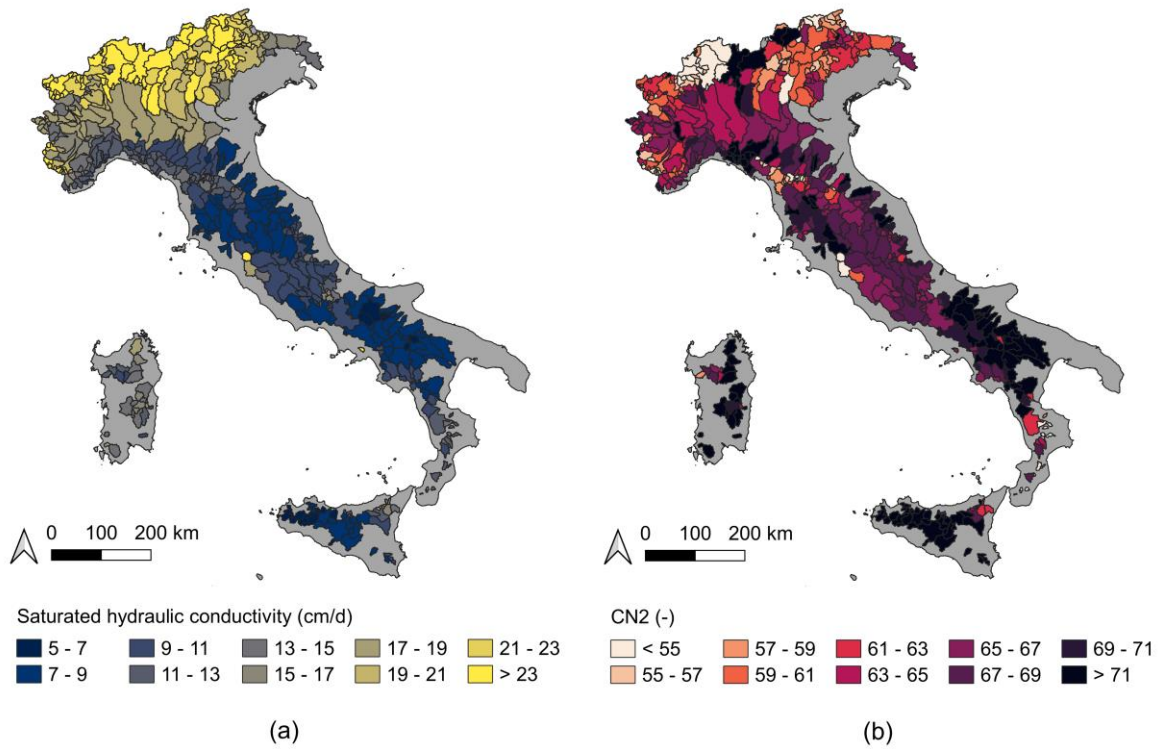 0 100 200 km
Saturated hydraulic conductivity (cm/d)
5 - 7 9 - 11 13 - 15 17 - 19 21 - 23
7 - 9 11 - 13 15 - 17 19 - 21 > 23
(a)
0 100 200 km
CN2 (-)
< 55 57 - 59 61 - 63 65 - 67 69 - 71
55 - 57 59 - 61 63 - 65 67 - 69 > 71
(b)